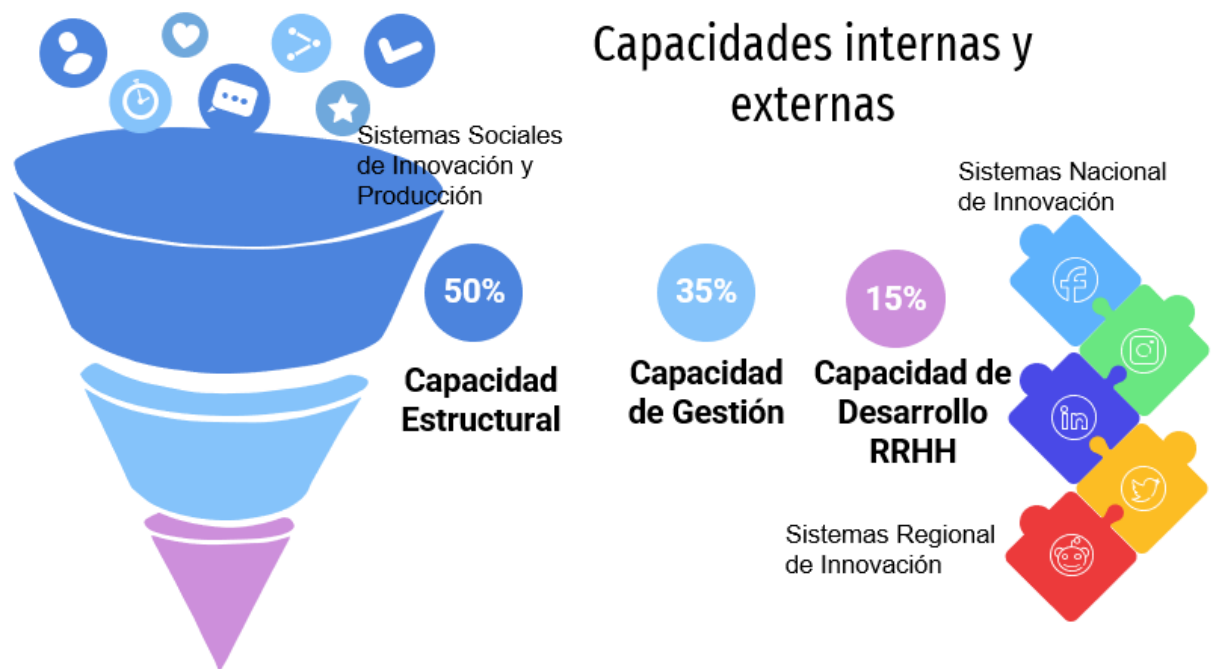 Capacidades internas y
externas
Sistemas Sociales
de Innovación y
Producción
Sistemas Nacional
de Innovación
50%
35%
15%
Capacidad
Estructural
Capacidad
de Gestión
Capacidad de
Desarrollo
RRHH
in
Sistemas Regional
de Innovación